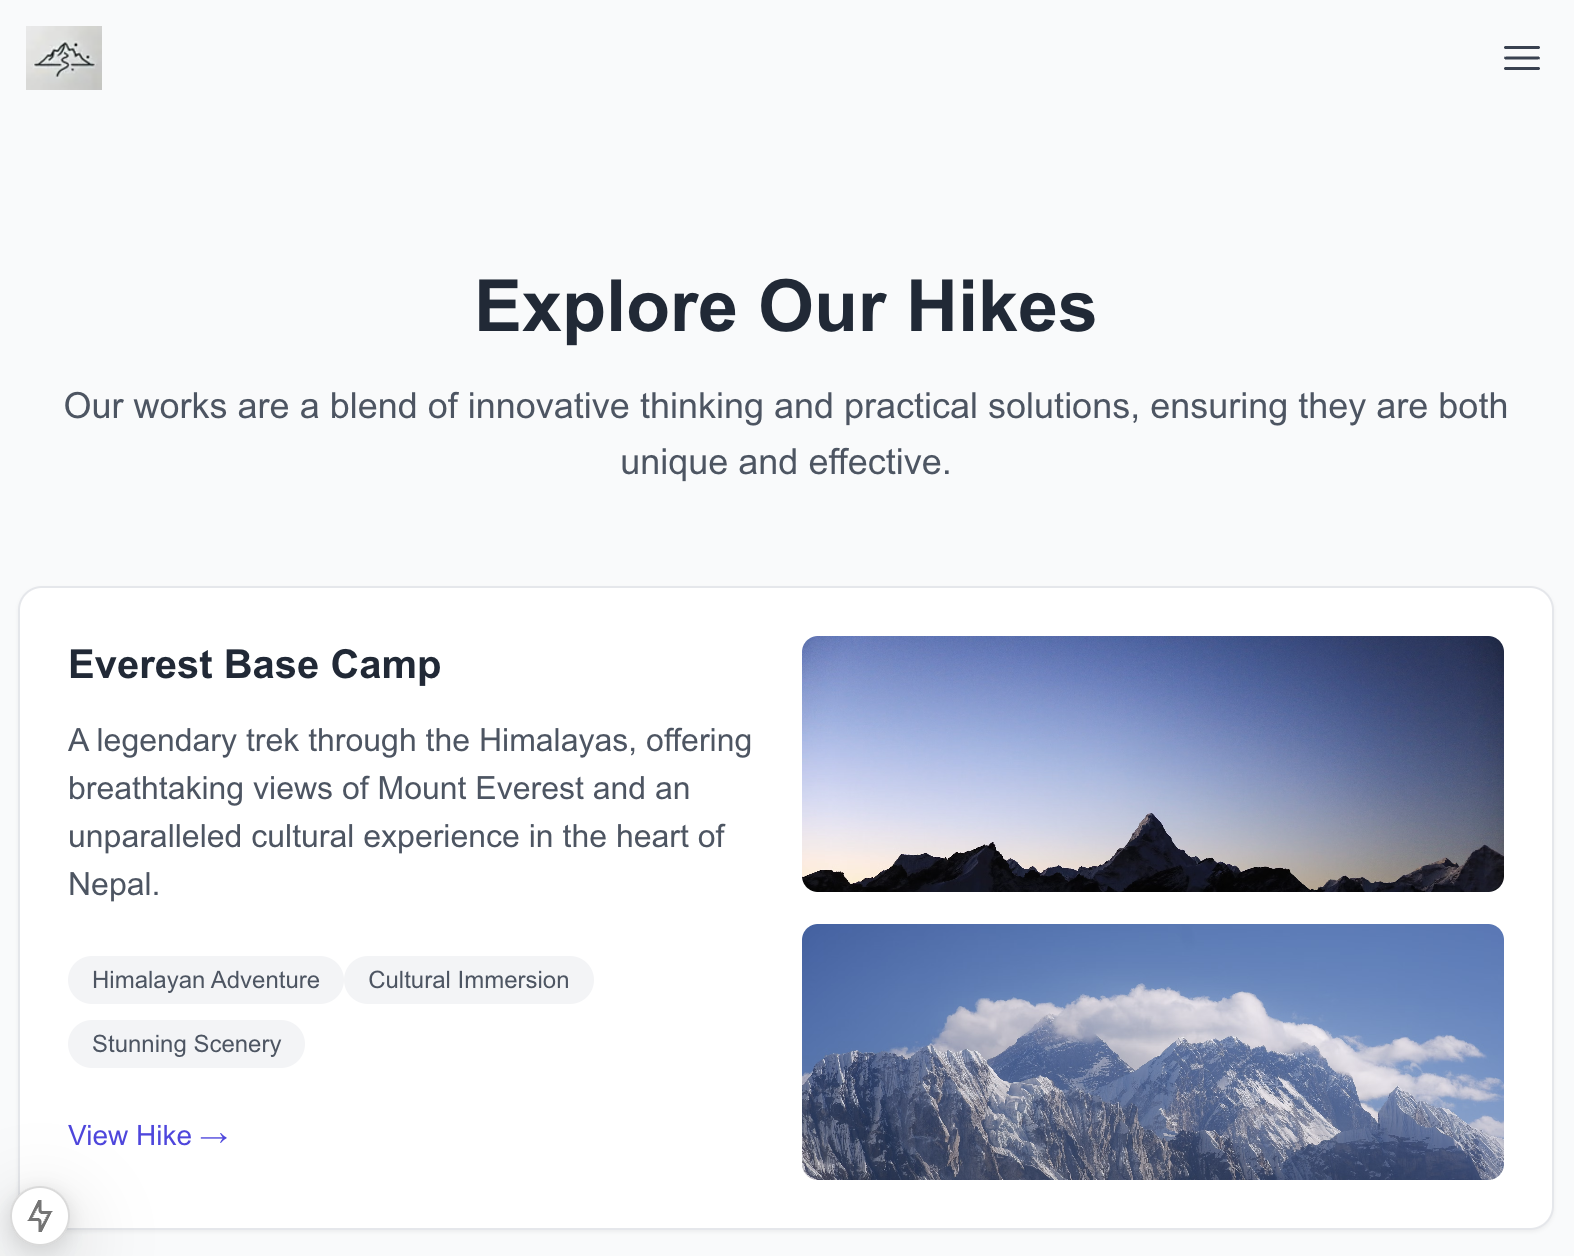 Explore Our Hikes
Our works are a blend of innovative thinking and practical solutions, ensuring they are both
unique and effective.
Everest Base Camp
A legendary trek through the Himalayas, offering
breathtaking views of Mount Everest and an
unparalleled cultural experience in the heart of
Nepal.
Himalayan Adventure
Cultural Immersion
Stunning Scenery
View Hike →